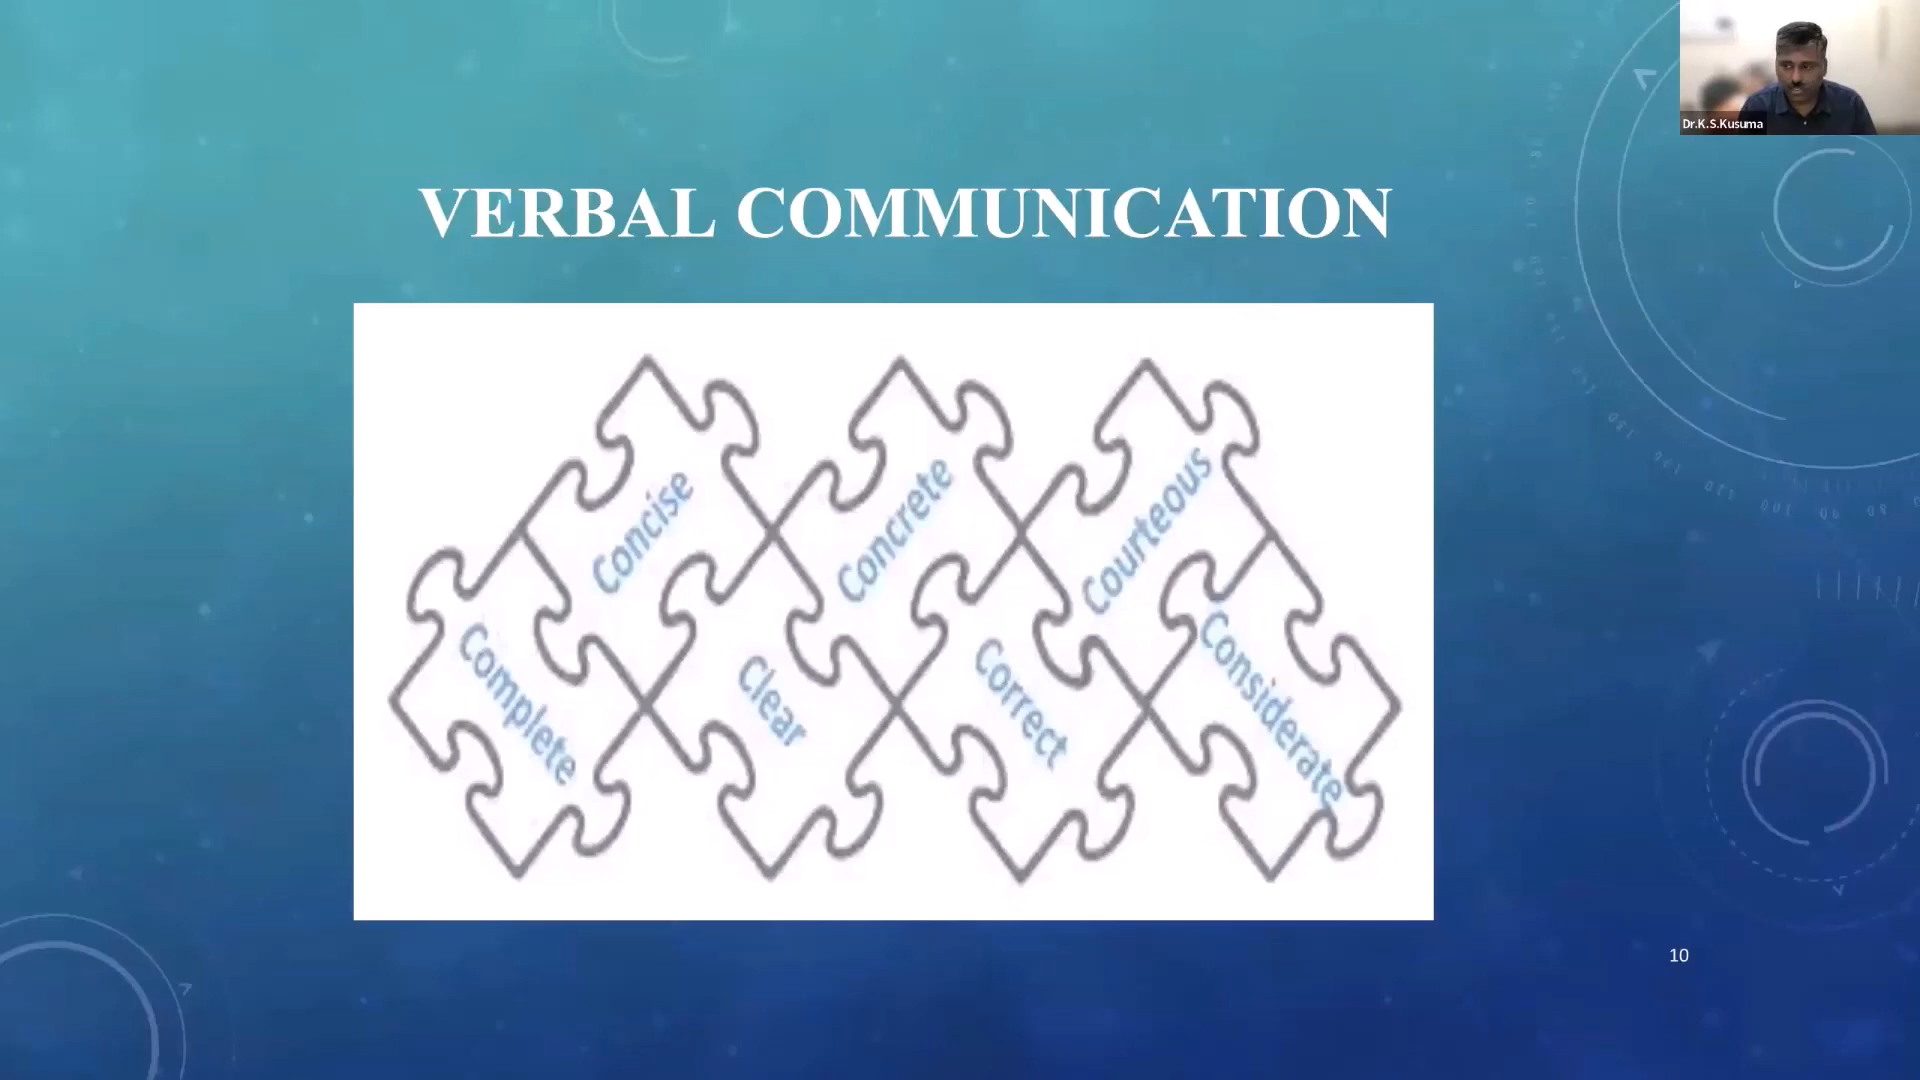 Dr.K.S.Kusuma
VERBAL COMMUNICATION
Concise
Concrete
Courteous
Complete
Clear
Correct
Considerate
10